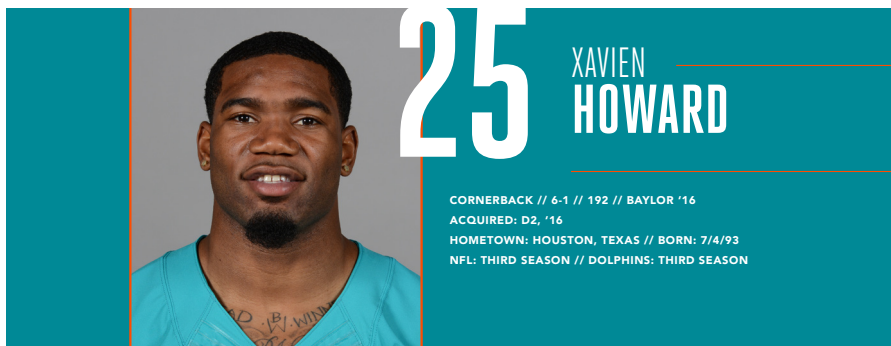 25
XAVIEN
HOWARD
CORNERBACK // 6-1 // 192 // BAYLOR ‘16
ACQUIRED: D2, ‘16
HOMETOWN: HOUSTON, TEXAS // BORN: 7/4/93
NFL: THIRD SEASON // DOLPHINS: THIRD SEASON